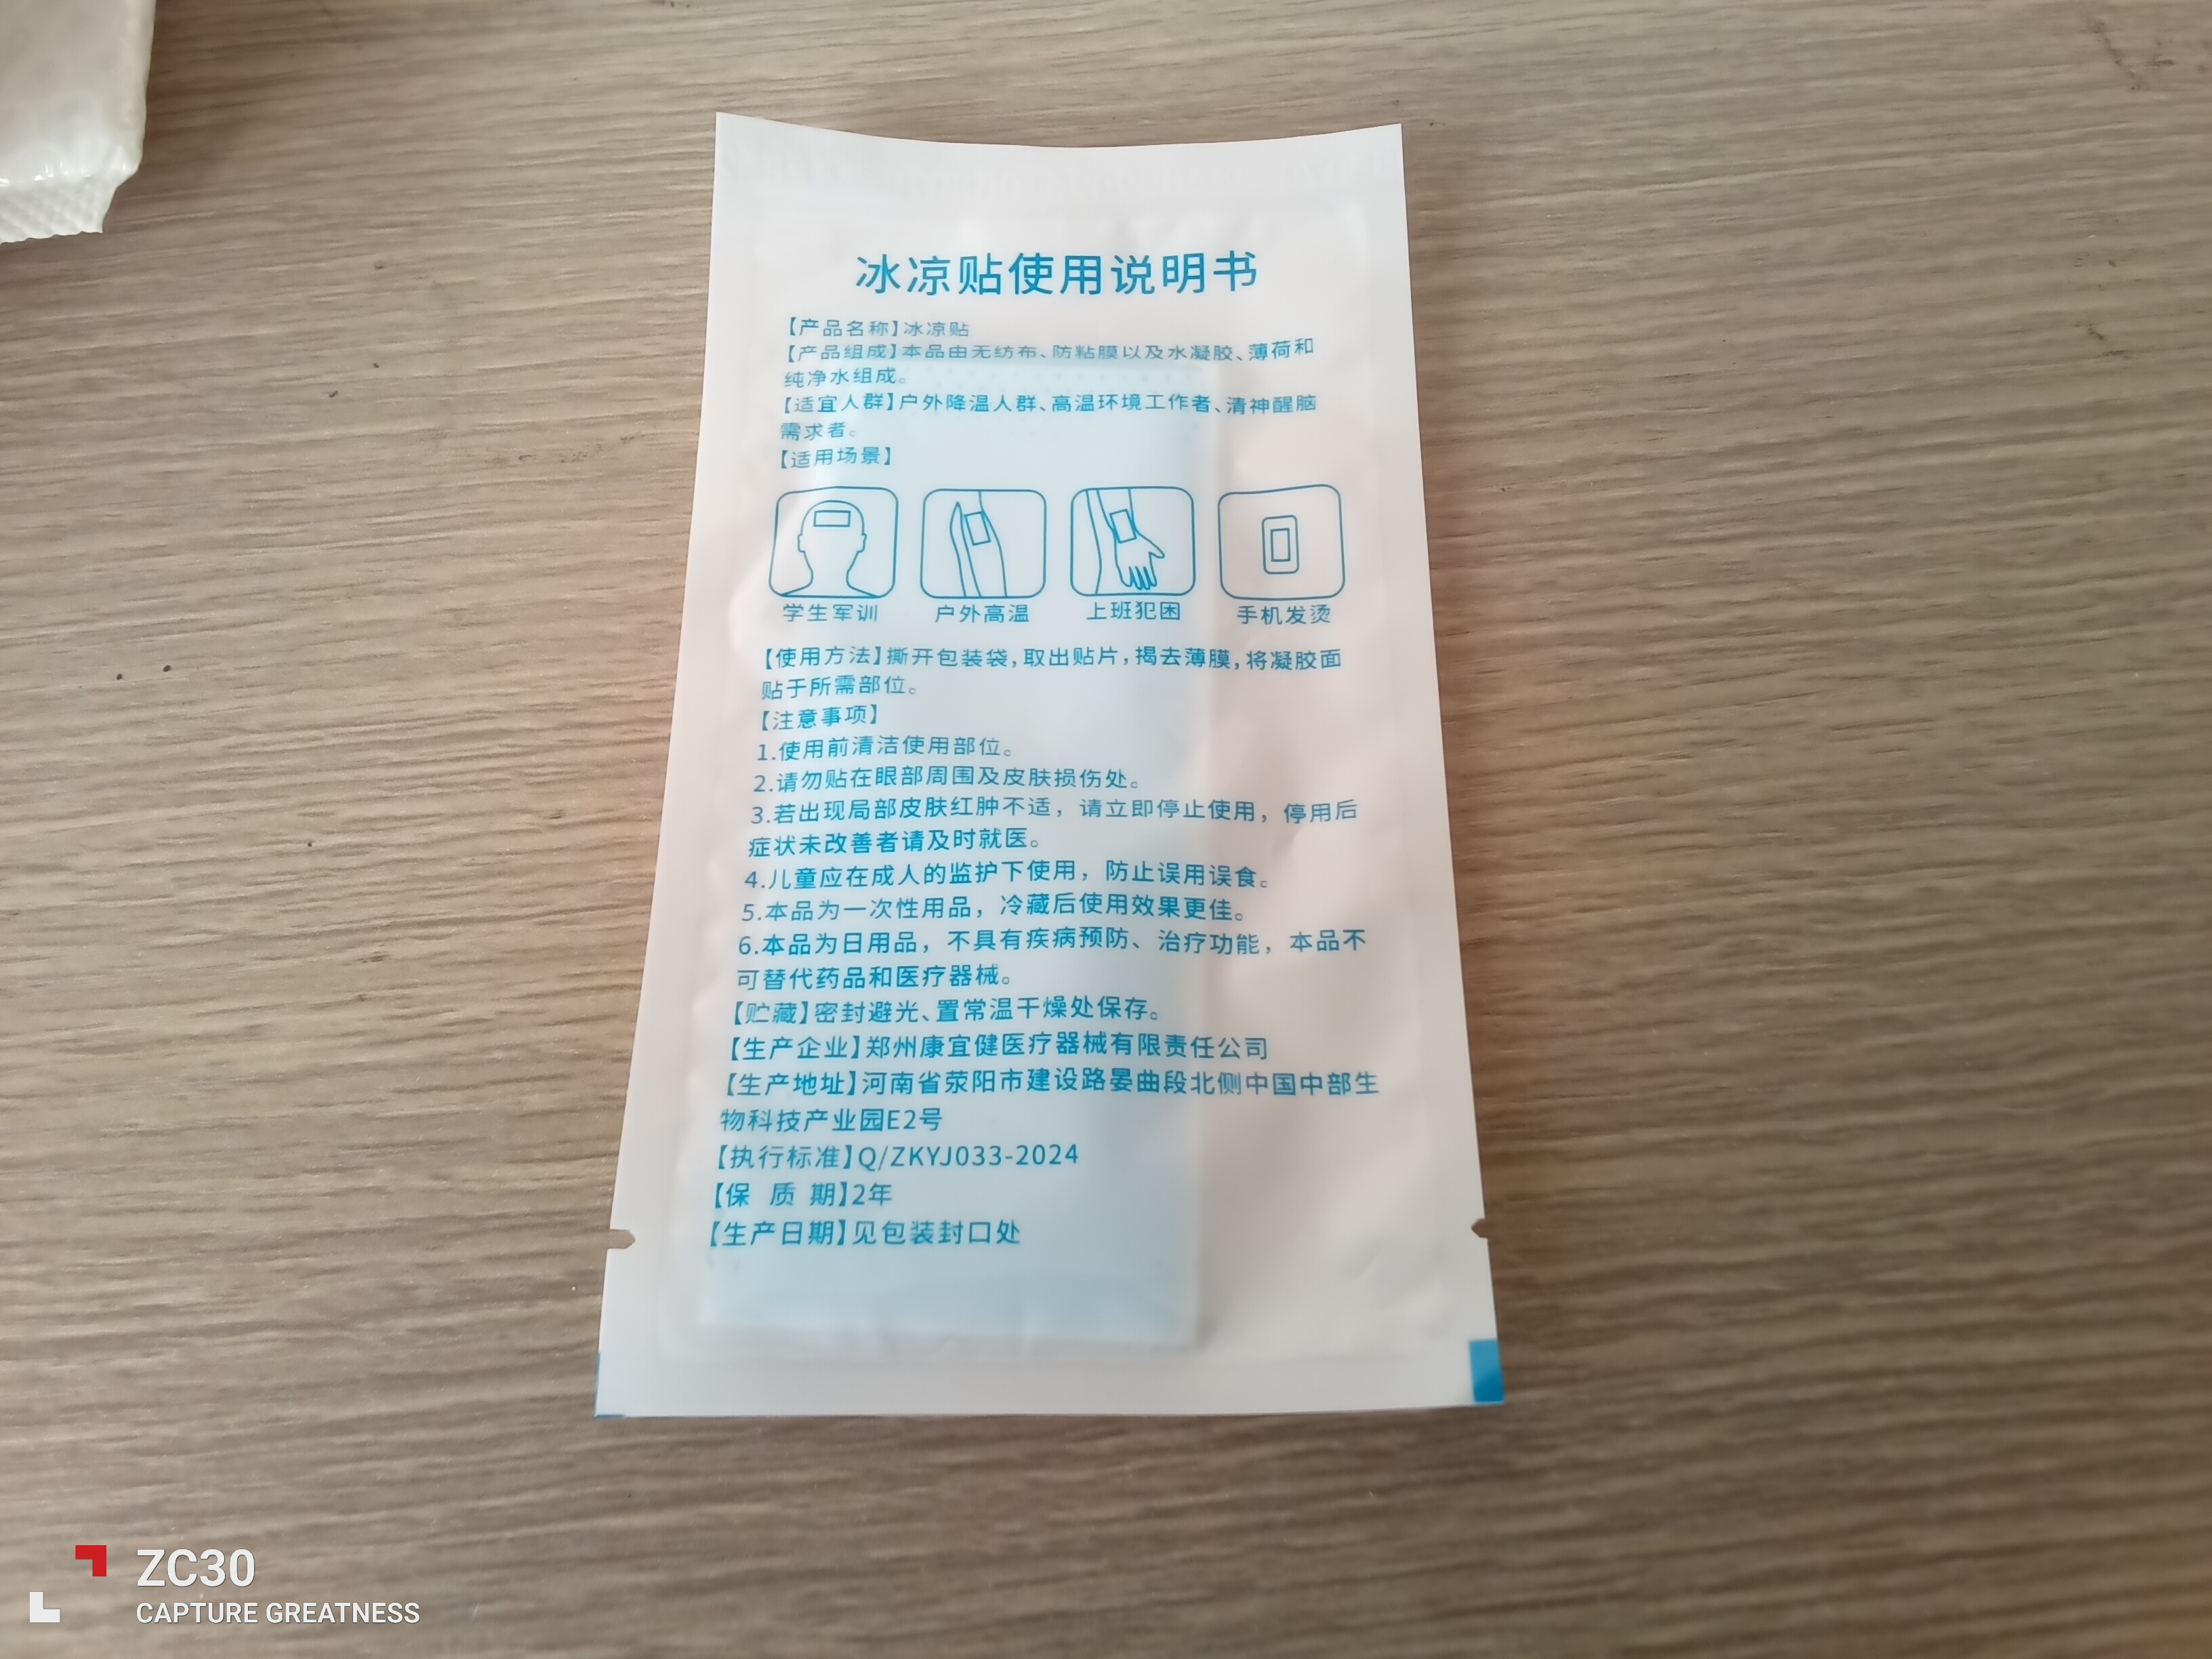 冰凉贴使用说明书
【产品名称】冰凉贴
【产品组成】本品由无纺布、防粘膜以及水凝胶、薄荷和
纯净水组成。
【适宜人群】户外降温人群、高温环境工作者、清神醒脑
需求者。
【适用场景】
学生军训 户外高温 上班犯困 手机发烫
【使用方法】撕开包装袋,取出贴片,揭去薄膜,将凝胶面
贴于所需部位。
【注意事项】
1.使用前清洁使用部位。
2.请勿贴在眼部周围及皮肤损伤处。
3.若出现局部皮肤红肿不适，请立即停止使用，停用后
症状未改善者请及时就医。
4.儿童应在成人的监护下使用，防止误用误食。
5.本品为一次性用品，冷藏后使用效果更佳。
6.本品为日用品，不具有疾病预防、治疗功能，本品不
可替代药品和医疗器械。
【贮藏】密封避光、置常温干燥处保存。
【生产企业】郑州康宜健医疗器械有限责任公司
【生产地址】河南省荥阳市建设路晏曲段北侧中国中部生
物科技产业园E2号
【执行标准】Q/ZKYJ033-2024
【保 质 期】2年
【生产日期】见包装封口处
ZC30
CAPTURE GREATNESS